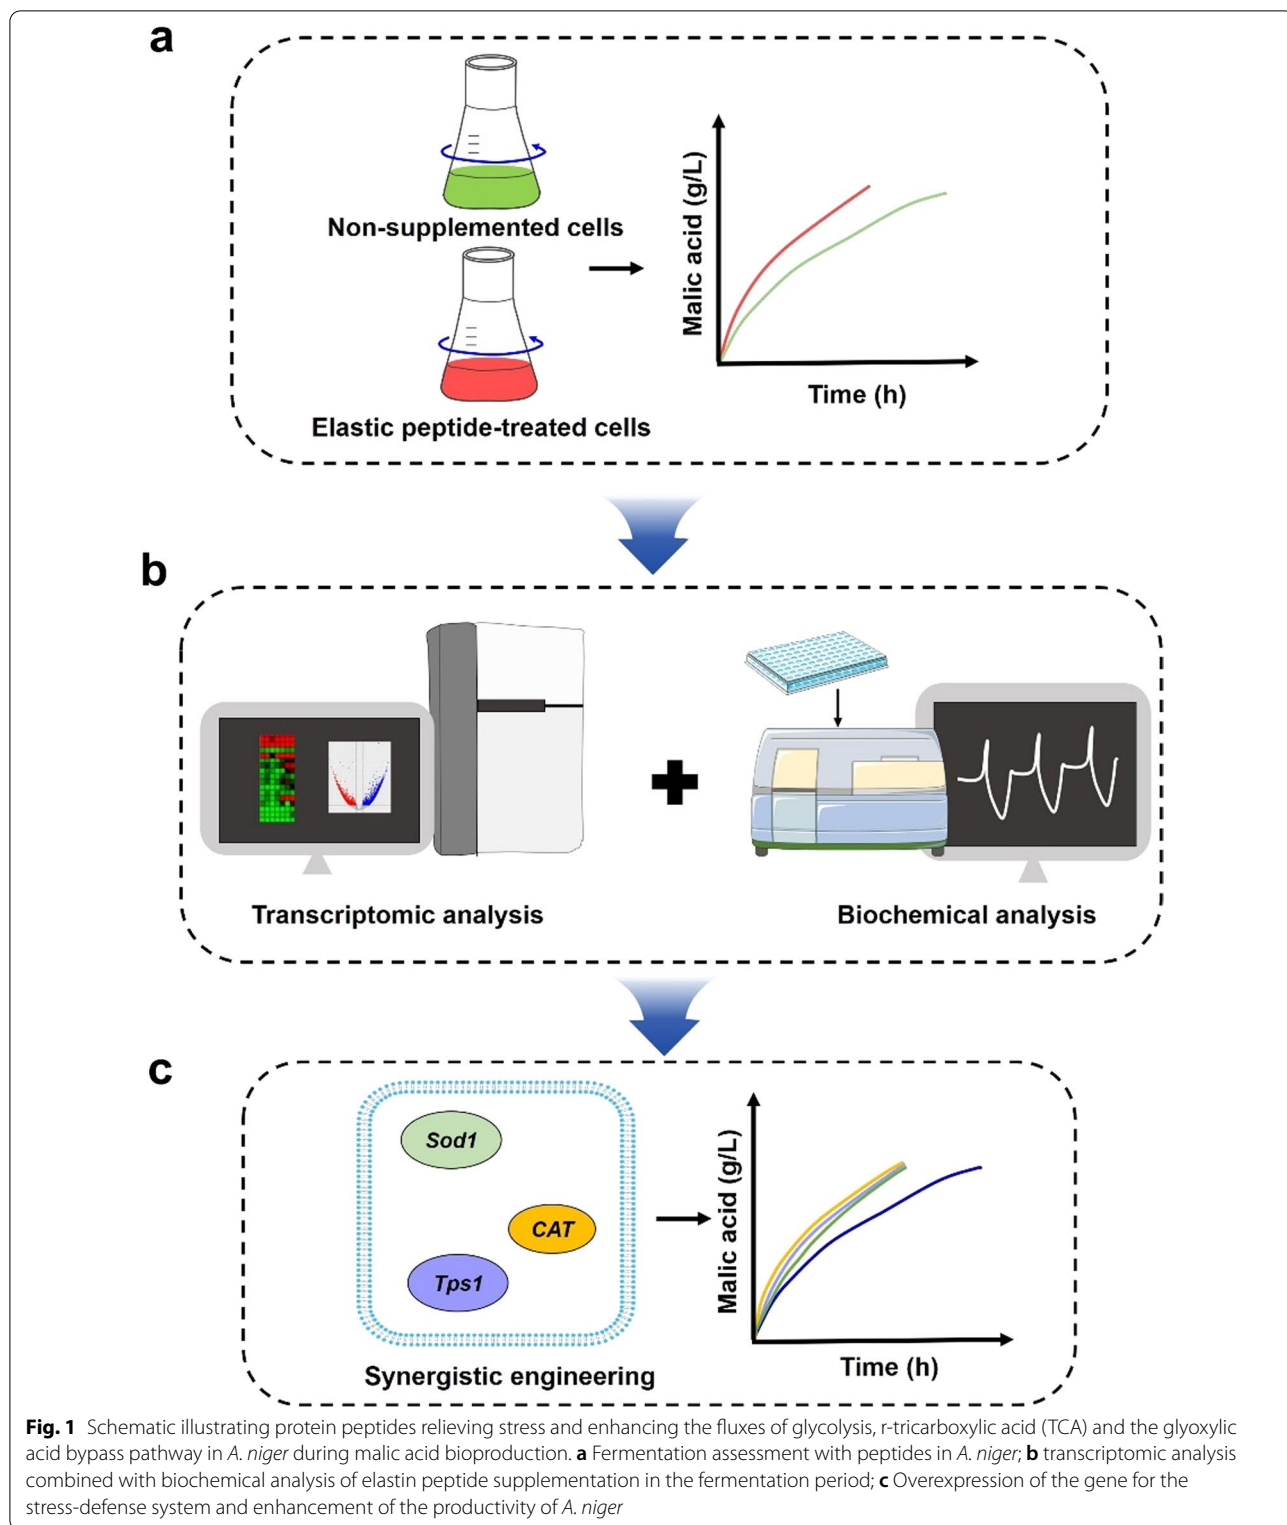 a
Non-supplemented cells
Elastic peptide-treated cells
Malic acid (g/L)
Time (h)
b
Transcriptomic analysis
Biochemical analysis
c
Sod1
CAT
Tps1
Synergistic engineering
Malic acid (g/L)
Time (h)
Fig. 1 Schematic illustrating protein peptides relieving stress and enhancing the fluxes of glycolysis, r-tricarboxylic acid (TCA) and the glyoxylic
acid bypass pathway in A. niger during malic acid bioproduction. a Fermentation assessment with peptides in A. niger; b transcriptomic analysis
combined with biochemical analysis of elastin peptide supplementation in the fermentation period; c Overexpression of the gene for the
stress-defense system and enhancement of the productivity of A. niger